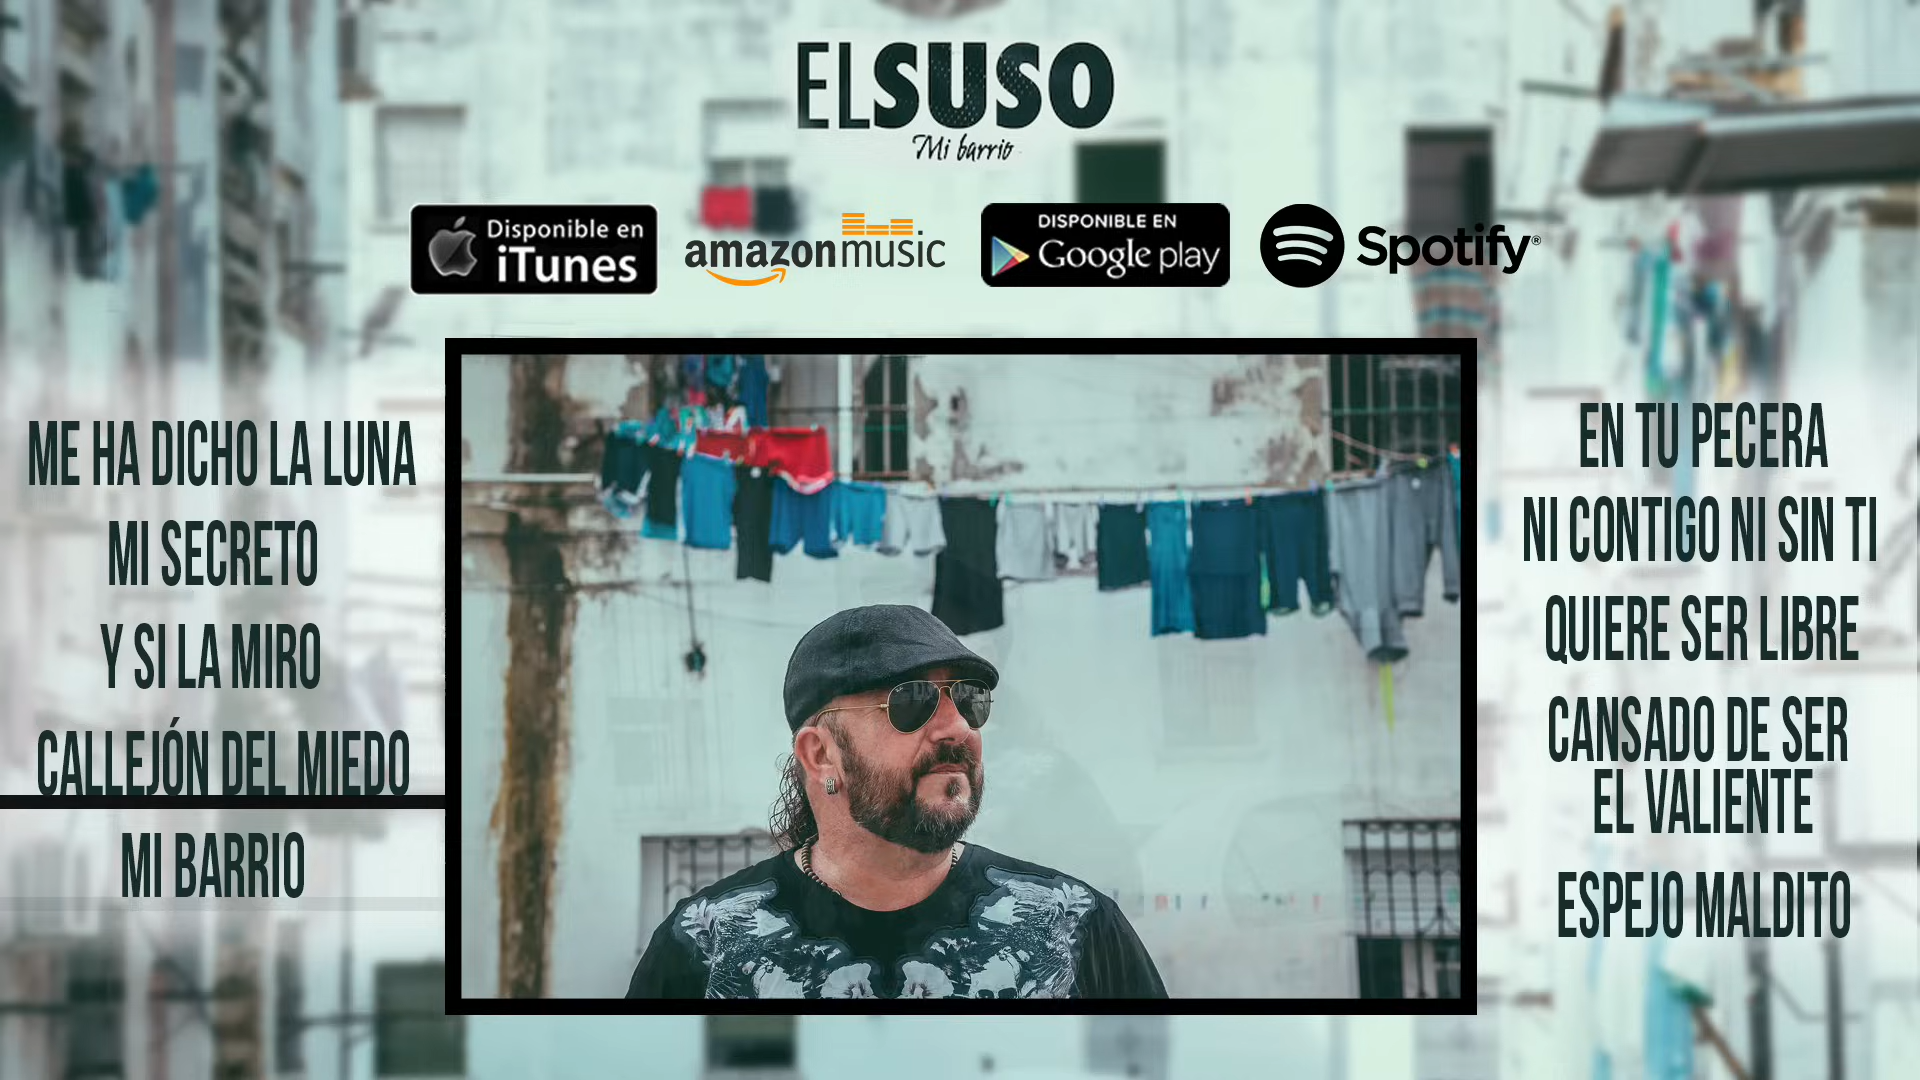 ELSUSO
Mi barrio
Disponible en
iTunes
amazon music
DISPONIBLE EN
Google play
Spotify®
ME HA DICHO LA LUNA
MI SECRETO
Y SI LA MIRO
CALLEJÓN DEL MIEDO
MI BARRIO
EN TU PECERA
NI CONTIGO NI SIN TI
QUIERE SER LIBRE
CANSADO DE SER
EL VALIENTE
ESPEJO MALDITO